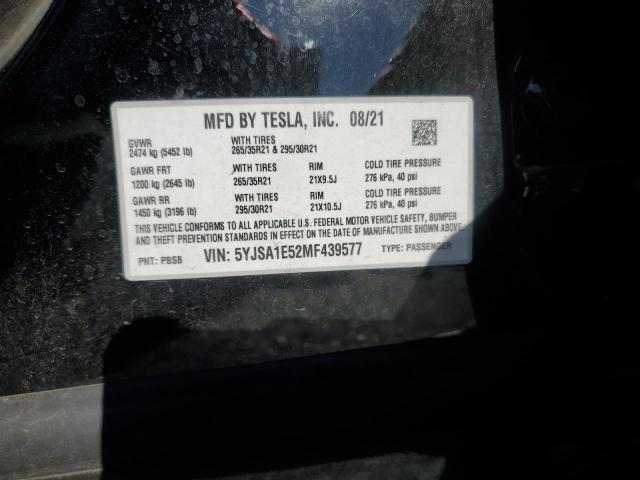 MFD BY TESLA, INC. 08/21
GVWR
2474 kg (5452 lb)
WITH TIRES
265/35R21 & 295/30R21
GAWR FRT
1200 kg (2645 lb)
WITH TIRES
265/35R21
RIM
21X9.5J
COLD TIRE PRESSURE
276 kPa, 40 psi
GAWR RR
1450 kg (3196 lb)
WITH TIRES
295/30R21
RIM
21X10.5J
COLD TIRE PRESSURE
276 kPa, 40 psi
THIS VEHICLE CONFORMS TO ALL APPLICABLE U.S. FEDERAL MOTOR VEHICLE SAFETY, BUMPER
AND THEFT PREVENTION STANDARDS IN EFFECT ON THE DATE OF MANUFACTURE SHOWN ABOVE.
PNT: PBSB VIN: 5YJSA1E52MF439577 TYPE: PASSENGER